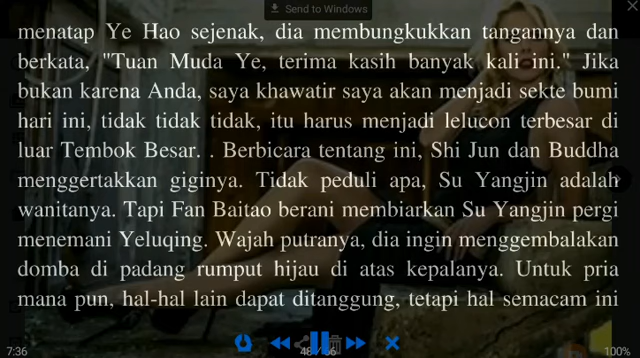 Send to Windows
menatap Ye Hao sejenak, dia membungkukkan tangannya dan
berkata, "Tuan Muda Ye, terima kasih banyak kali ini." Jika
bukan karena Anda, saya khawatir saya akan menjadi sekte bumi
hari ini, tidak tidak tidak, itu harus menjadi lelucon terbesar di
luar Tembok Besar. . Berbicara tentang ini, Shi Jun dan Buddha
menggertakkan giginya. Tidak peduli apa, Su Yangjin adalah
wanitanya. Tapi Fan Baitao berani membiarkan Su Yangjin pergi
menemani Yeluqing. Wajah putranya, dia ingin menggembalakan
domba di padang rumput hijau di atas kepalanya. Untuk pria
mana pun, hal-hal lain dapat ditanggung, tetapi hal semacam ini
7:36 100%